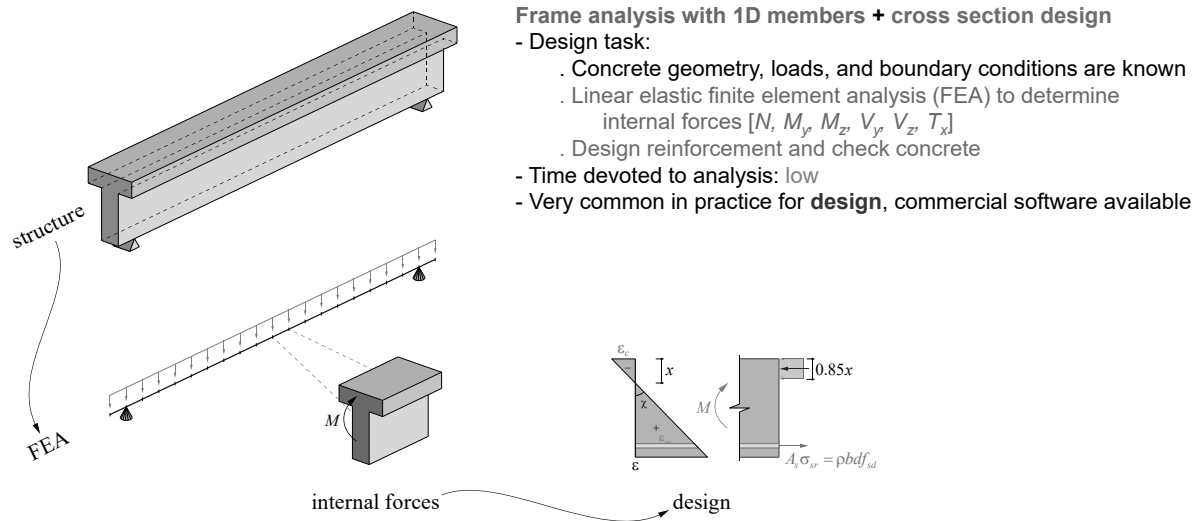 Frame analysis with 1D members + cross section design
- Design task:
. Concrete geometry, loads, and boundary conditions are known
. Linear elastic finite element analysis (FEA) to determine
internal forces [N, My, Mz, Vy, Vz, Tx]
. Design reinforcement and check concrete
- Time devoted to analysis: low
- Very common in practice for design, commercial software available
structure
FEA
M
internal forces
εc
−
x
χ
+
ε
M
0.85x
Asσsr = ρbdfsd
design